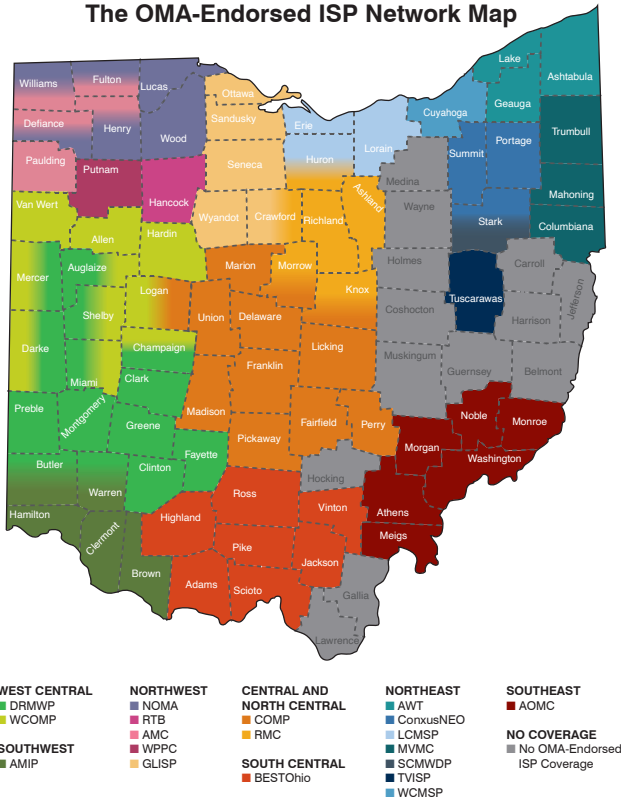 The OMA-Endorsed ISP Network Map
Williams
Fulton
Lucas
Defiance
Henry
Wood
Paulding
Putnam
Hancock
Van Wert
Allen
Hardin
Ottawa
Sandusky
Seneca
Wyandot
Crawford
Erie
Huron
Lorain
Richland
Ashland
Cuyahoga
Lake
Geauga
Ashtabula
Trumbull
Summit
Portage
Mahoning
Medina
Wayne
Stark
Columbiana
Mercer
Auglaize
Logan
Shelby
Darke
Miami
Champaign
Clark
Marion
Morrow
Knox
Union
Delaware
Licking
Franklin
Madison
Pickaway
Fairfield
Perry
Holmes
Coshocton
Muskingum
Tuscarawas
Carroll
Jefferson
Harrison
Guernsey
Belmont
Preble
Montgomery
Greene
Fayette
Clinton
Butler
Warren
Hamilton
Clermont
Brown
Highland
Ross
Pike
Adams
Scioto
Jackson
Vinton
Hocking
Morgan
Noble
Monroe
Washington
Athens
Meigs
Gallia
Lawrence
WEST CENTRAL
DRMWP
WCOMP
SOUTHWEST
AMIP
NORTHWEST
NOMA
RTB
AMC
WPPC
GLISP
CENTRAL AND
NORTH CENTRAL
COMP
RMC
SOUTH CENTRAL
BESTOhio
NORTHEAST
AWT
ConxusNEO
LCMSP
MVMC
SCMWDP
TVISP
WCMSP
SOUTHEAST
AOMC
NO COVERAGE
No OMA-Endorsed
ISP Coverage